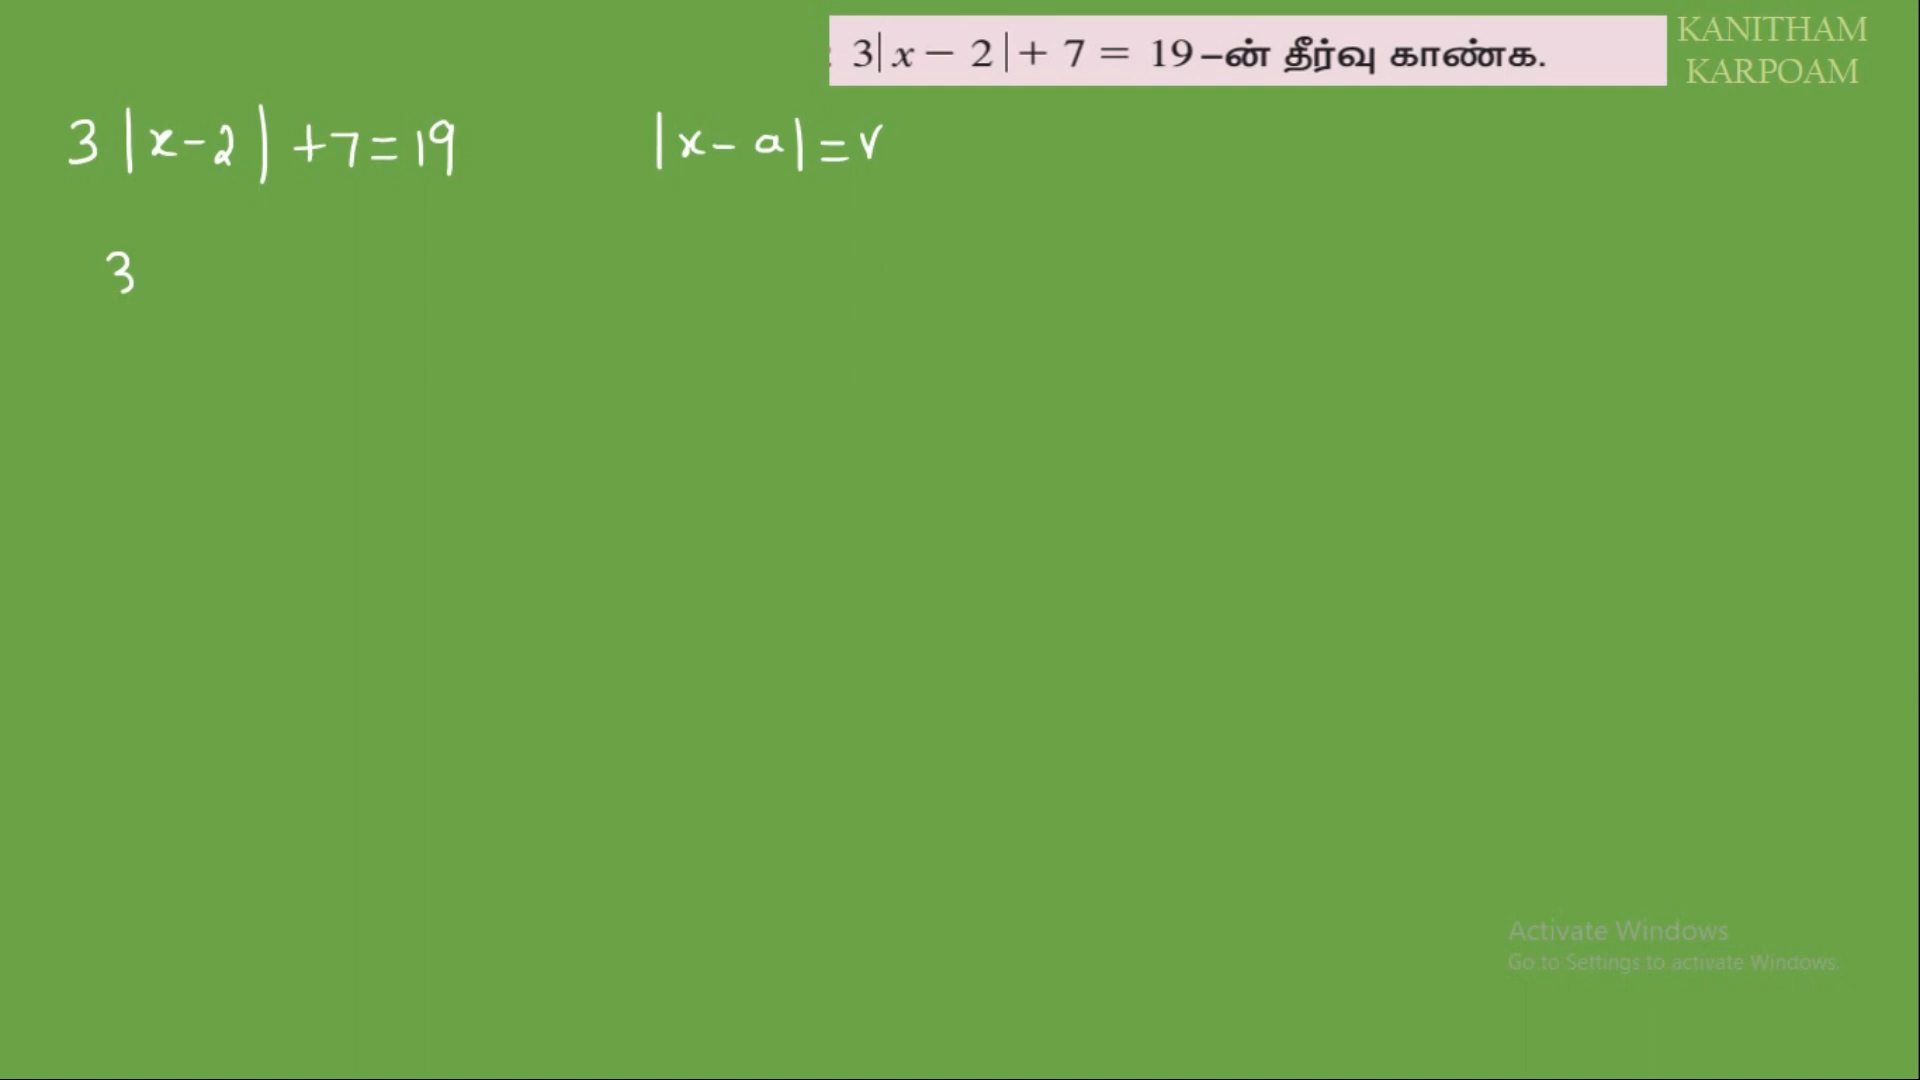 3|x − 2| + 7 = 19 –ன் தீர்வு காண்க.
KANITHAM
KARPOAM
3 |x-2| +7=19
|x- a| = r
3
Activate Windows
Go to Settings to activate Windows.